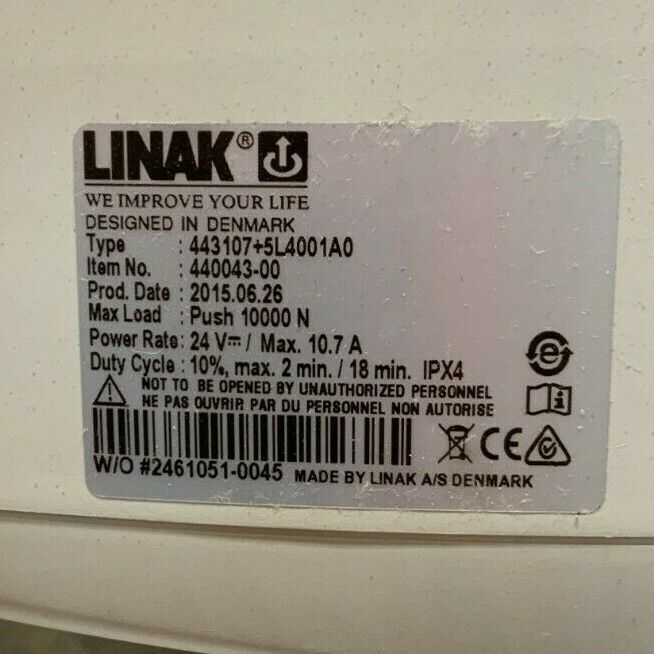 LINAK®
WE IMPROVE YOUR LIFE
DESIGNED IN DENMARK
Type : 443107+5L4001A0
Item No. : 440043-00
Prod. Date : 2015.06.26
Max Load : Push 10000 N
Power Rate: 24 V⎓/ Max. 10.7 A
Duty Cycle : 10%, max. 2 min. / 18 min. IPX4
NOT TO BE OPENED BY UNAUTHORIZED PERSONNEL
NE PAS OUVRIR PAR DU PERSONNEL NON AUTORISE
CE
W/O #2461051-0045 MADE BY LINAK A/S DENMARK